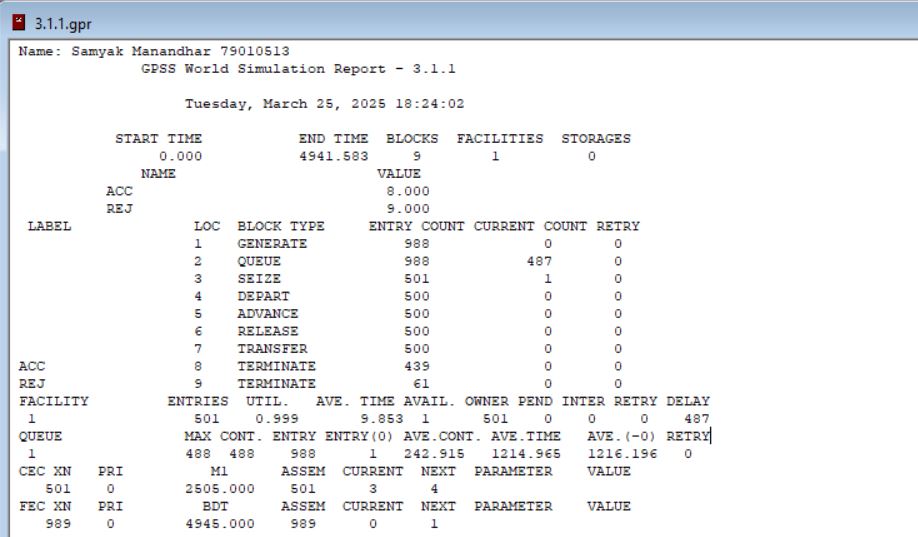 3.1.1.gpr
Name: Samyak Manandhar 79010513
GPSS World Simulation Report - 3.1.1
Tuesday, March 25, 2025 18:24:02
START TIME END TIME BLOCKS FACILITIES STORAGES
0.000 4941.583 9 1 0
NAME VALUE
ACC 8.000
REJ 9.000
LABEL LOC BLOCK TYPE ENTRY COUNT CURRENT COUNT RETRY
1 GENERATE 988 0 0
2 QUEUE 988 487 0
3 SEIZE 501 1 0
4 DEPART 500 0 0
5 ADVANCE 500 0 0
6 RELEASE 500 0 0
7 TRANSFER 500 0 0
ACC 8 TERMINATE 439 0 0
REJ 9 TERMINATE 61 0 0
FACILITY ENTRIES UTIL. AVE. TIME AVAIL. OWNER PEND INTER RETRY DELAY
1 501 0.999 9.853 1 501 0 0 0 487
QUEUE MAX CONT. ENTRY ENTRY(0) AVE.CONT. AVE.TIME AVE.(-0) RETRY
1 488 488 988 1 242.915 1214.965 1216.196 0
CEC XN PRI M1 ASSEM CURRENT NEXT PARAMETER VALUE
501 0 2505.000 501 3 4
FEC XN PRI BDT ASSEM CURRENT NEXT PARAMETER VALUE
989 0 4945.000 989 0 1